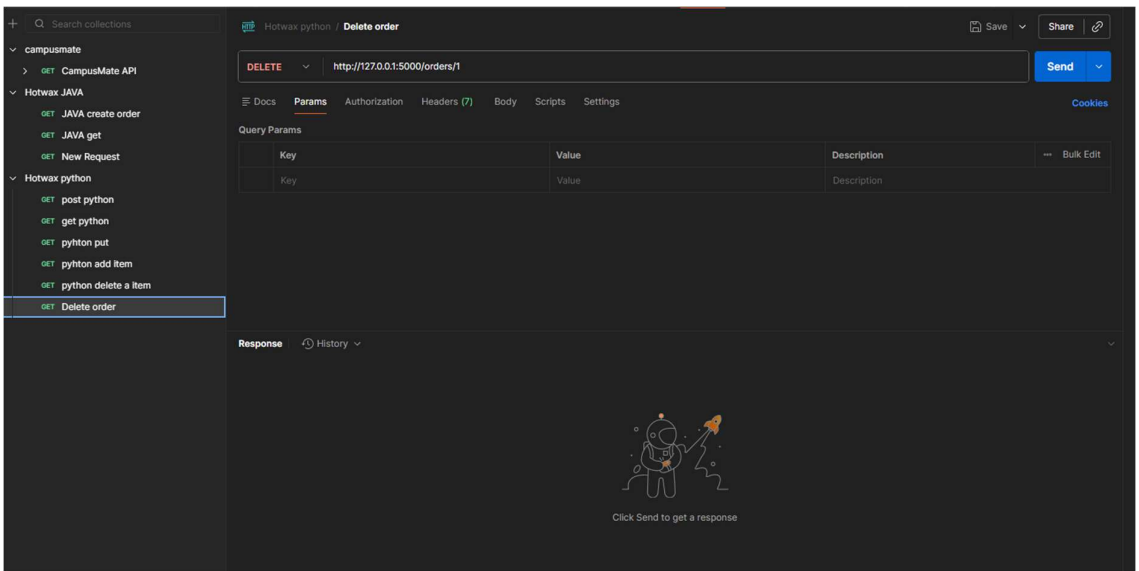 + Search collections
campusmate
GET CampusMate API
Hotwax JAVA
GET JAVA create order
GET JAVA get
GET New Request
Hotwax python
GET post python
GET get python
GET pyhton put
GET pyhton add item
GET python delete a item
GET Delete order
HTTP Hotwax python / Delete order
Save Share
DELETE http://127.0.0.1:5000/orders/1 Send
Docs Params Authorization Headers (7) Body Scripts Settings Cookies
Query Params
Key Value Description ••• Bulk Edit
Key Value Description
Response History
Click Send to get a response